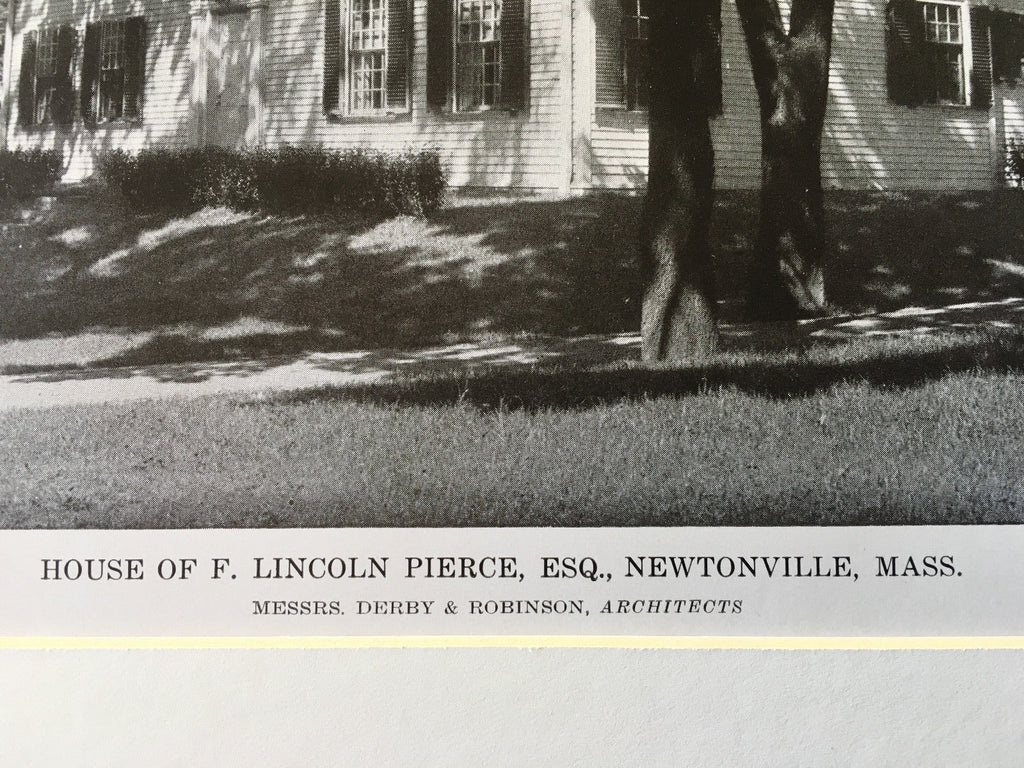 HOUSE OF F. LINCOLN PIERCE, ESQ., NEWTONVILLE, MASS.
MESSRS. DERBY & ROBINSON, ARCHITECTS